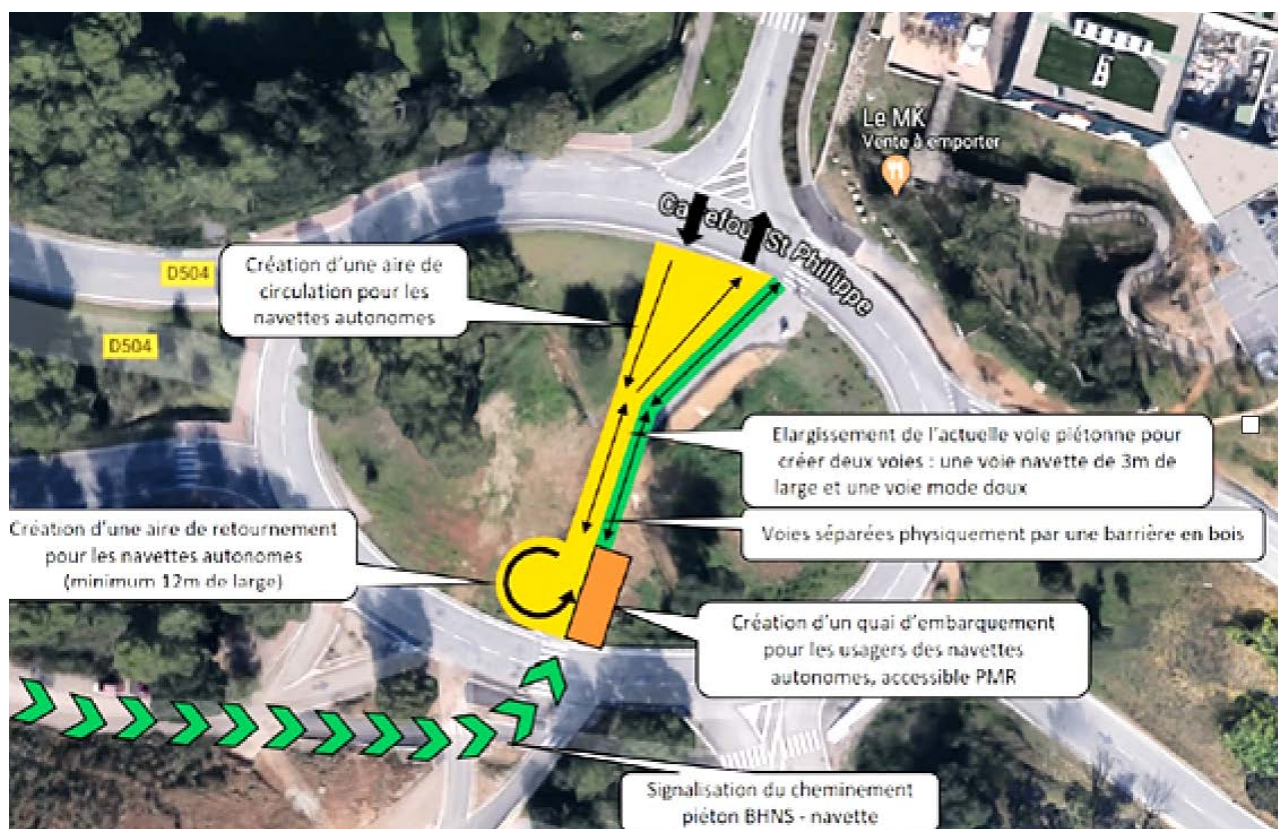 Le MK
Vente à emporter
Carrefour St Phillippe
D504
Création d'une aire de
circulation pour les
navettes autonomes
D504
Elargissement de l'actuelle voie piétonne pour
créer deux voies : une voie navette de 3m de
large et une voie mode doux
Création d'une aire de retournement
pour les navettes autonomes
(minimum 12m de large)
Voies séparées physiquement par une barrière en bois
Création d'un quai d'embarquement
pour les usagers des navettes
autonomes, accessible PMR
Signalisation du cheminement
piéton BHNS - navette